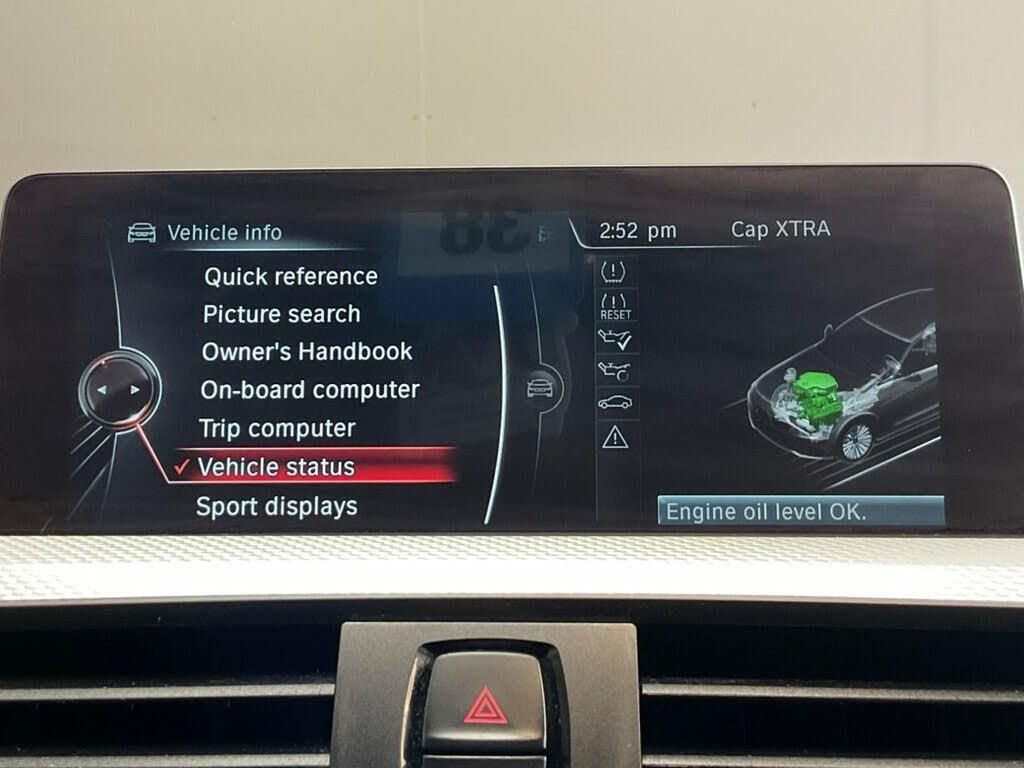 Vehicle info
2:52 pm
Cap XTRA
Quick reference
Picture search
Owner's Handbook
On-board computer
Trip computer
Vehicle status
Sport displays
RESET
Engine oil level OK.
38